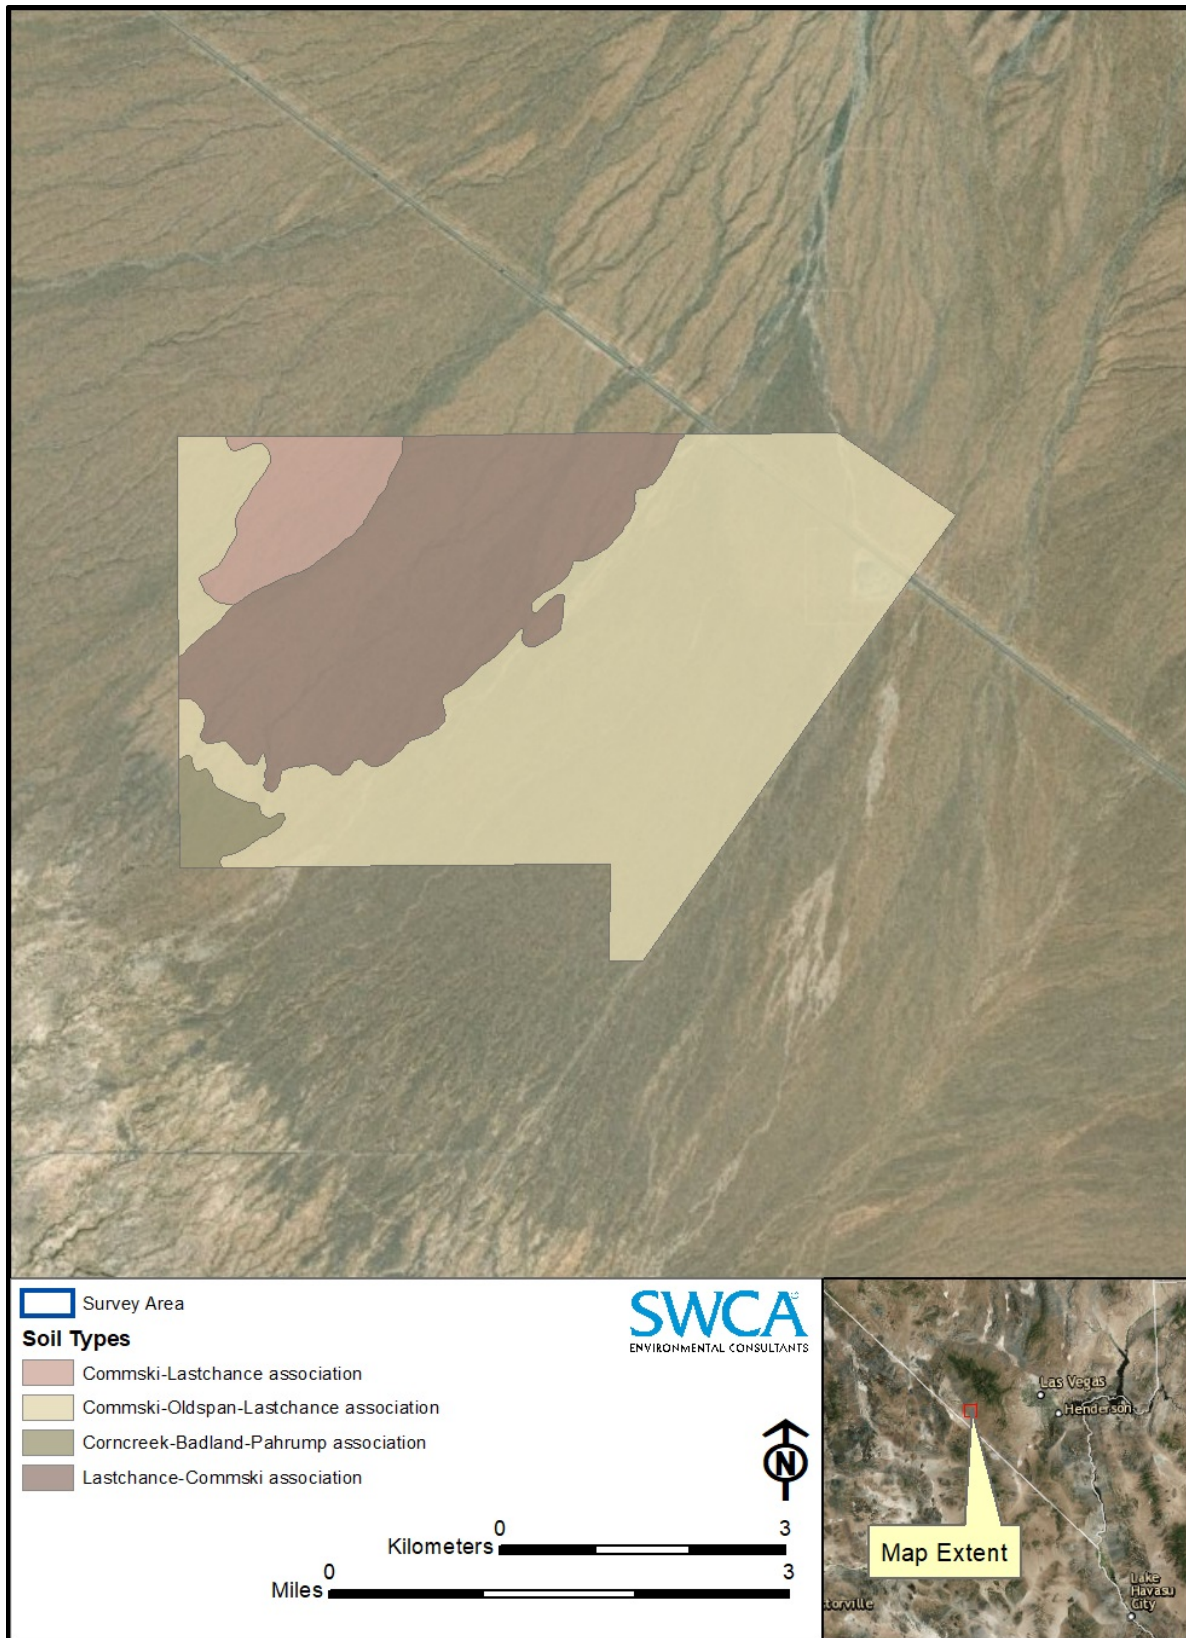 Survey Area
Soil Types
Commski-Lastchance association
Commski-Oldspan-Lastchance association
Corncreek-Badland-Pahrump association
Lastchance-Commski association
SWCA
ENVIRONMENTAL CONSULTANTS
N
0 3
Kilometers
0 3
Miles
Las Vegas
Henderson
Map Extent
Lake
Havasu
City
torville